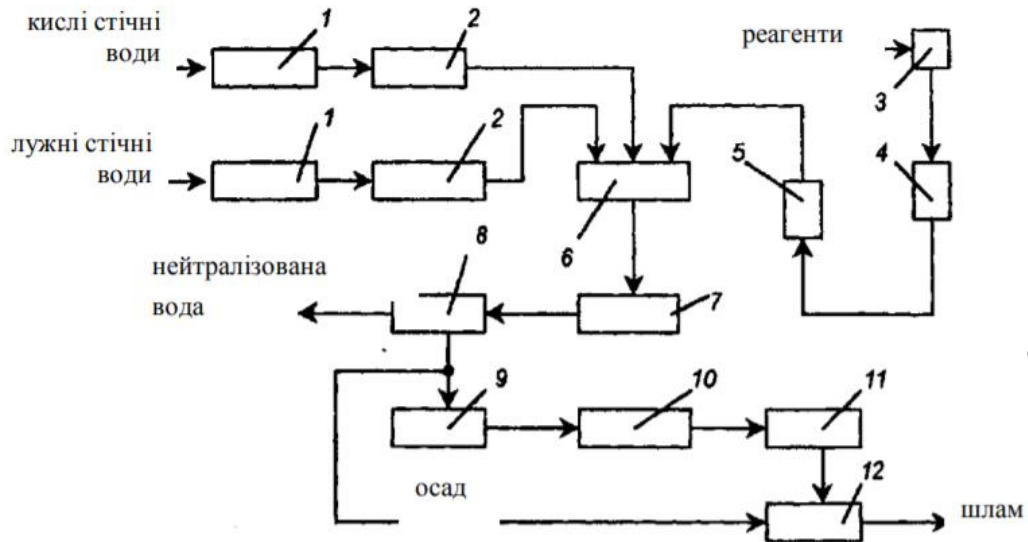 кислі стічні
води
1
2
реагенти
3
лужні стічні
води
1
2
5
4
6
нейтралізована
вода
8
7
9
10
11
осад
12
шлам